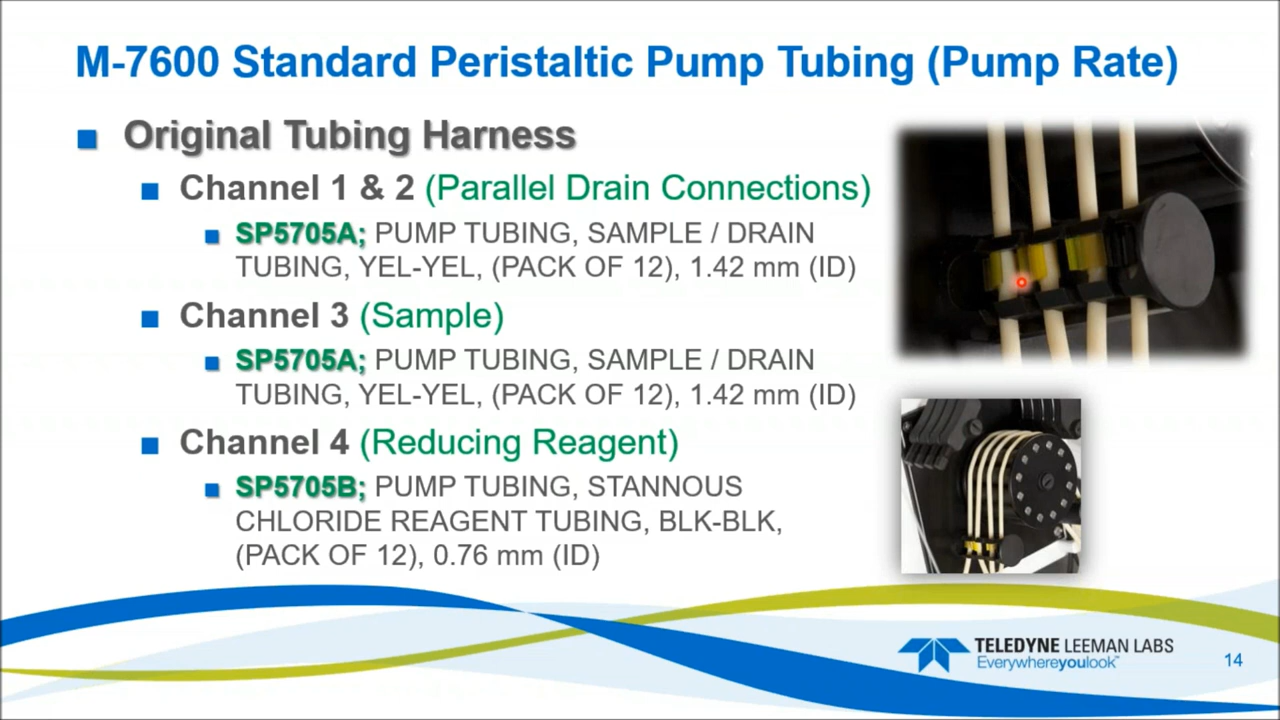 M-7600 Standard Peristaltic Pump Tubing (Pump Rate)
Original Tubing Harness
Channel 1 & 2 (Parallel Drain Connections)
SP5705A; PUMP TUBING, SAMPLE / DRAIN
TUBING, YEL-YEL, (PACK OF 12), 1.42 mm (ID)
Channel 3 (Sample)
SP5705A; PUMP TUBING, SAMPLE / DRAIN
TUBING, YEL-YEL, (PACK OF 12), 1.42 mm (ID)
Channel 4 (Reducing Reagent)
SP5705B; PUMP TUBING, STANNOUS
CHLORIDE REAGENT TUBING, BLK-BLK,
(PACK OF 12), 0.76 mm (ID)
TELEDYNE LEEMAN LABS
Everywhereyoulook™
14